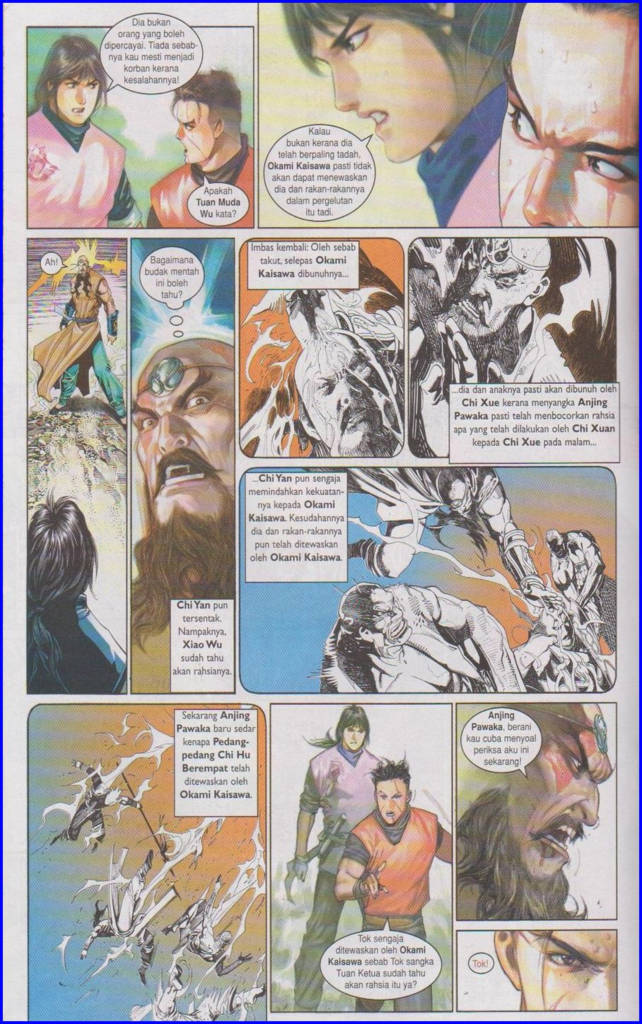 Dia bukan
orang yang boleh
dipercayai. Tiada sebab-
nya kau mesti menjadi
korban kerana
kesalahannya!
Apakah
Tuan Muda
Wu kata?
Kalau
bukan kerana dia
telah berpaling tadah,
Okami Kaisawa pasti tidak
akan dapat menewaskan
dia dan rakan-rakannya
dalam pergelutan
itu tadi.
Ah!
Bagaimana
budak mentah
ini boleh
tahu?
Chi Yan pun
tersentak.
Nampaknya,
Xiao Wu
sudah tahu
akan rahsianya.
Imbas kembali: Oleh sebab
takut, selepas Okami
Kaisawa dibunuhnya...
...dia dan anaknya pasti akan dibunuh oleh
Chi Xue kerana menyangka Anjing
Pawaka pasti telah membocorkan rahsia
apa yang telah dilakukan oleh Chi Xuan
kepada Chi Xue pada malam...
...Chi Yan pun sengaja
memindahkan kekuatan-
nya kepada Okami
Kaisawa. Kesudahannya
dia dan rakan-rakannya
pun telah ditewaskan
oleh Okami Kaisawa.
Sekarang Anjing
Pawaka baru sedar
kenapa Pedang-
pedang Chi Hu
Berempat telah
ditewaskan oleh
Okami Kaisawa.
Tok sengaja
ditewaskan oleh Okami
Kaisawa sebab Tok sangka
Tuan Ketua sudah tahu
akan rahsia itu ya?
Anjing
Pawaka, berani
kau cuba menyoal
periksa aku ini
sekarang!
Tok!